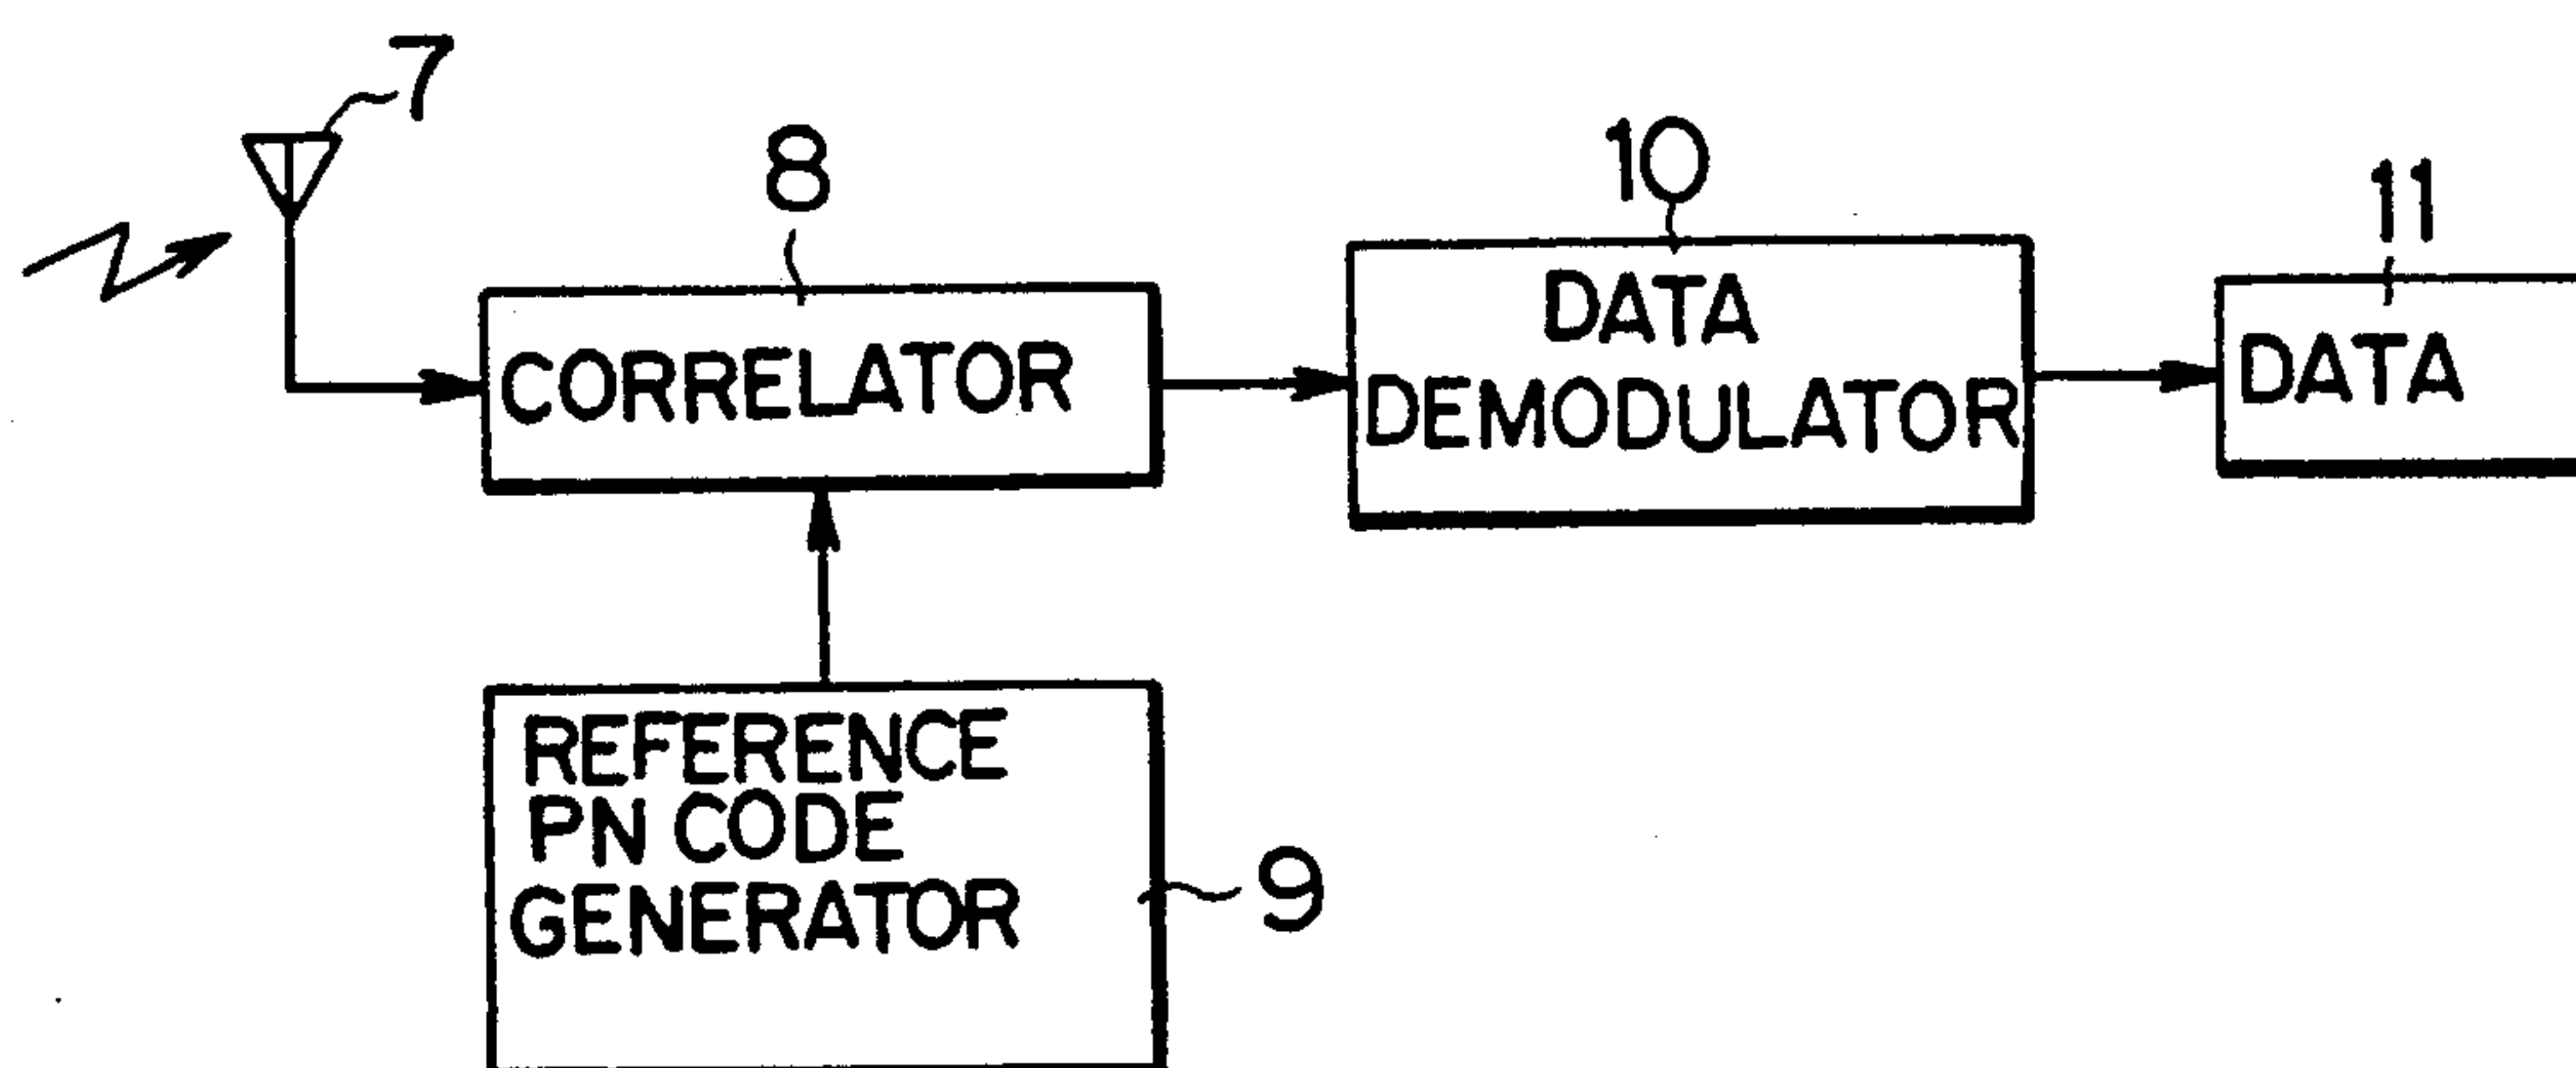 7
8
10
11
CORRELATOR
DATA
DEMODULATOR
DATA
REFERENCE
PN CODE
GENERATOR
9